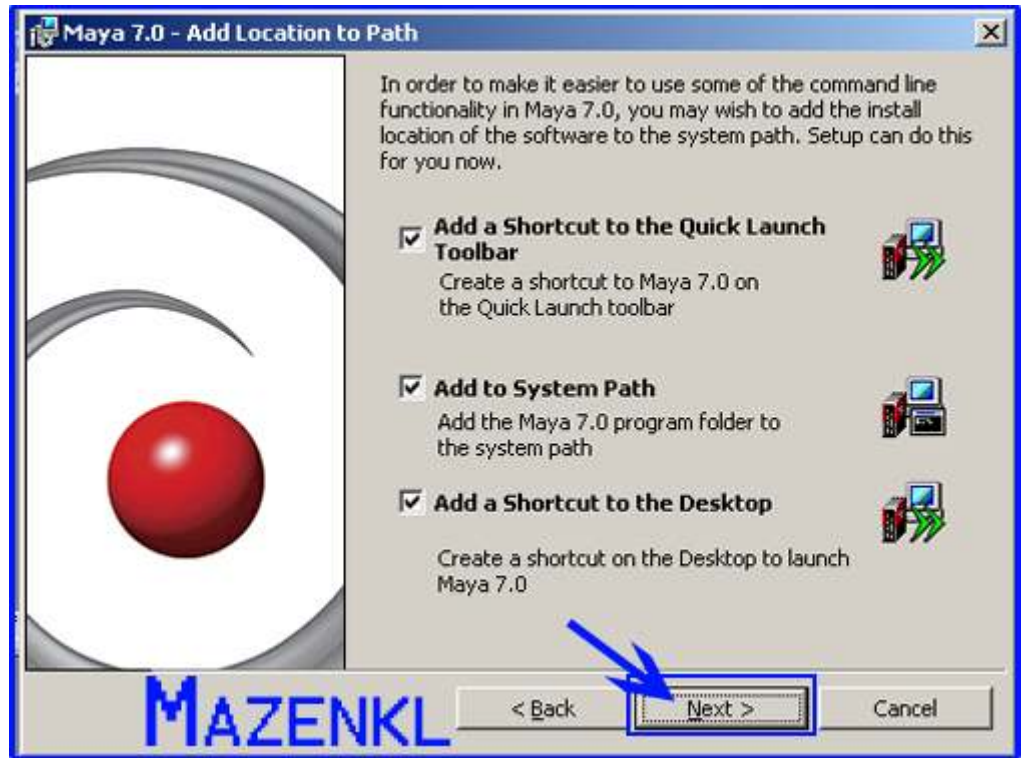 Maya 7.0 - Add Location to Path
In order to make it easier to use some of the command line
functionality in Maya 7.0, you may wish to add the install
location of the software to the system path. Setup can do this
for you now.
Add a Shortcut to the Quick Launch
Toolbar
Create a shortcut to Maya 7.0 on
the Quick Launch toolbar
Add to System Path
Add the Maya 7.0 program folder to
the system path
Add a Shortcut to the Desktop
Create a shortcut on the Desktop to launch
Maya 7.0
MAZENKL
< Back
Next >
Cancel